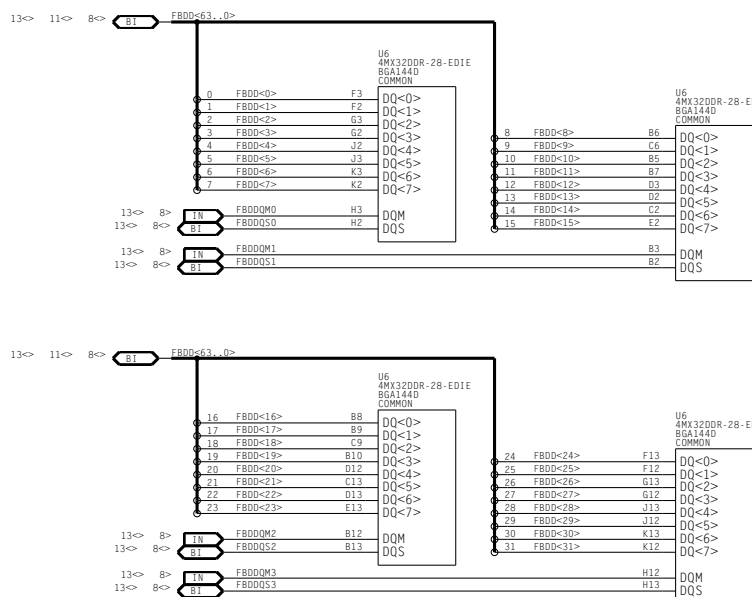 13<> 11<> 8<> BI FBDD<63..0>
U6
4MX32DDR-28-EDIE
BGA144D
COMMON
0 FBDD<0> F3 DQ<0>
1 FBDD<1> F2 DQ<1>
2 FBDD<2> G3 DQ<2>
3 FBDD<3> G2 DQ<3>
4 FBDD<4> J2 DQ<4>
5 FBDD<5> J3 DQ<5>
6 FBDD<6> K3 DQ<6>
7 FBDD<7> K2 DQ<7>
13<> 8> IN FBDDQM0 H3 DQM
13<> 8<> BI FBDDQS0 H2 DQS
U6
4MX32DDR-28-E
BGA144D
COMMON
8 FBDD<8> B6 DQ<0>
9 FBDD<9> C6 DQ<1>
10 FBDD<10> B5 DQ<2>
11 FBDD<11> B7 DQ<3>
12 FBDD<12> D3 DQ<4>
13 FBDD<13> D2 DQ<5>
14 FBDD<14> C2 DQ<6>
15 FBDD<15> E2 DQ<7>
13<> 8> IN FBDDQM1 B3 DQM
13<> 8<> BI FBDDQS1 B2 DQS
13<> 11<> 8<> BI FBDD<63..0>
U6
4MX32DDR-28-EDIE
BGA144D
COMMON
16 FBDD<16> B8 DQ<0>
17 FBDD<17> B9 DQ<1>
18 FBDD<18> C9 DQ<2>
19 FBDD<19> B10 DQ<3>
20 FBDD<20> D12 DQ<4>
21 FBDD<21> C13 DQ<5>
22 FBDD<22> D13 DQ<6>
23 FBDD<23> E13 DQ<7>
13<> 8> IN FBDDQM2 B12 DQM
13<> 8<> BI FBDDQS2 B13 DQS
U6
4MX32DDR-28-E
BGA144D
COMMON
24 FBDD<24> F13 DQ<0>
25 FBDD<25> F12 DQ<1>
26 FBDD<26> G13 DQ<2>
27 FBDD<27> G12 DQ<3>
28 FBDD<28> J13 DQ<4>
29 FBDD<29> J12 DQ<5>
30 FBDD<30> K13 DQ<6>
31 FBDD<31> K12 DQ<7>
13<> 8> IN FBDDQM3 H12 DQM
13<> 8<> BI FBDDQS3 H13 DQS